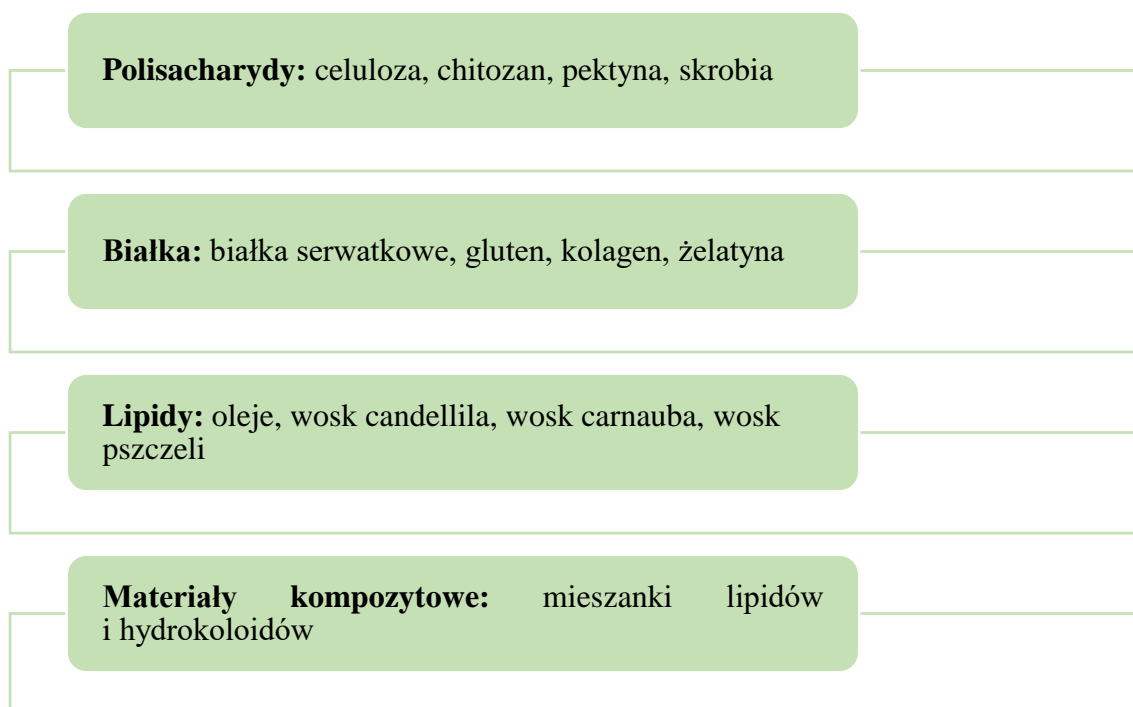 Polisacharydy: celuloza, chitozan, pektyna, skrobia
Białka: białka serwatkowe, gluten, kolagen, żelatyna
Lipidy: oleje, wosk candellila, wosk carnauba, wosk
pszczeli
Materiały kompozytowe: mieszanki lipidów
i hydrokoloidów